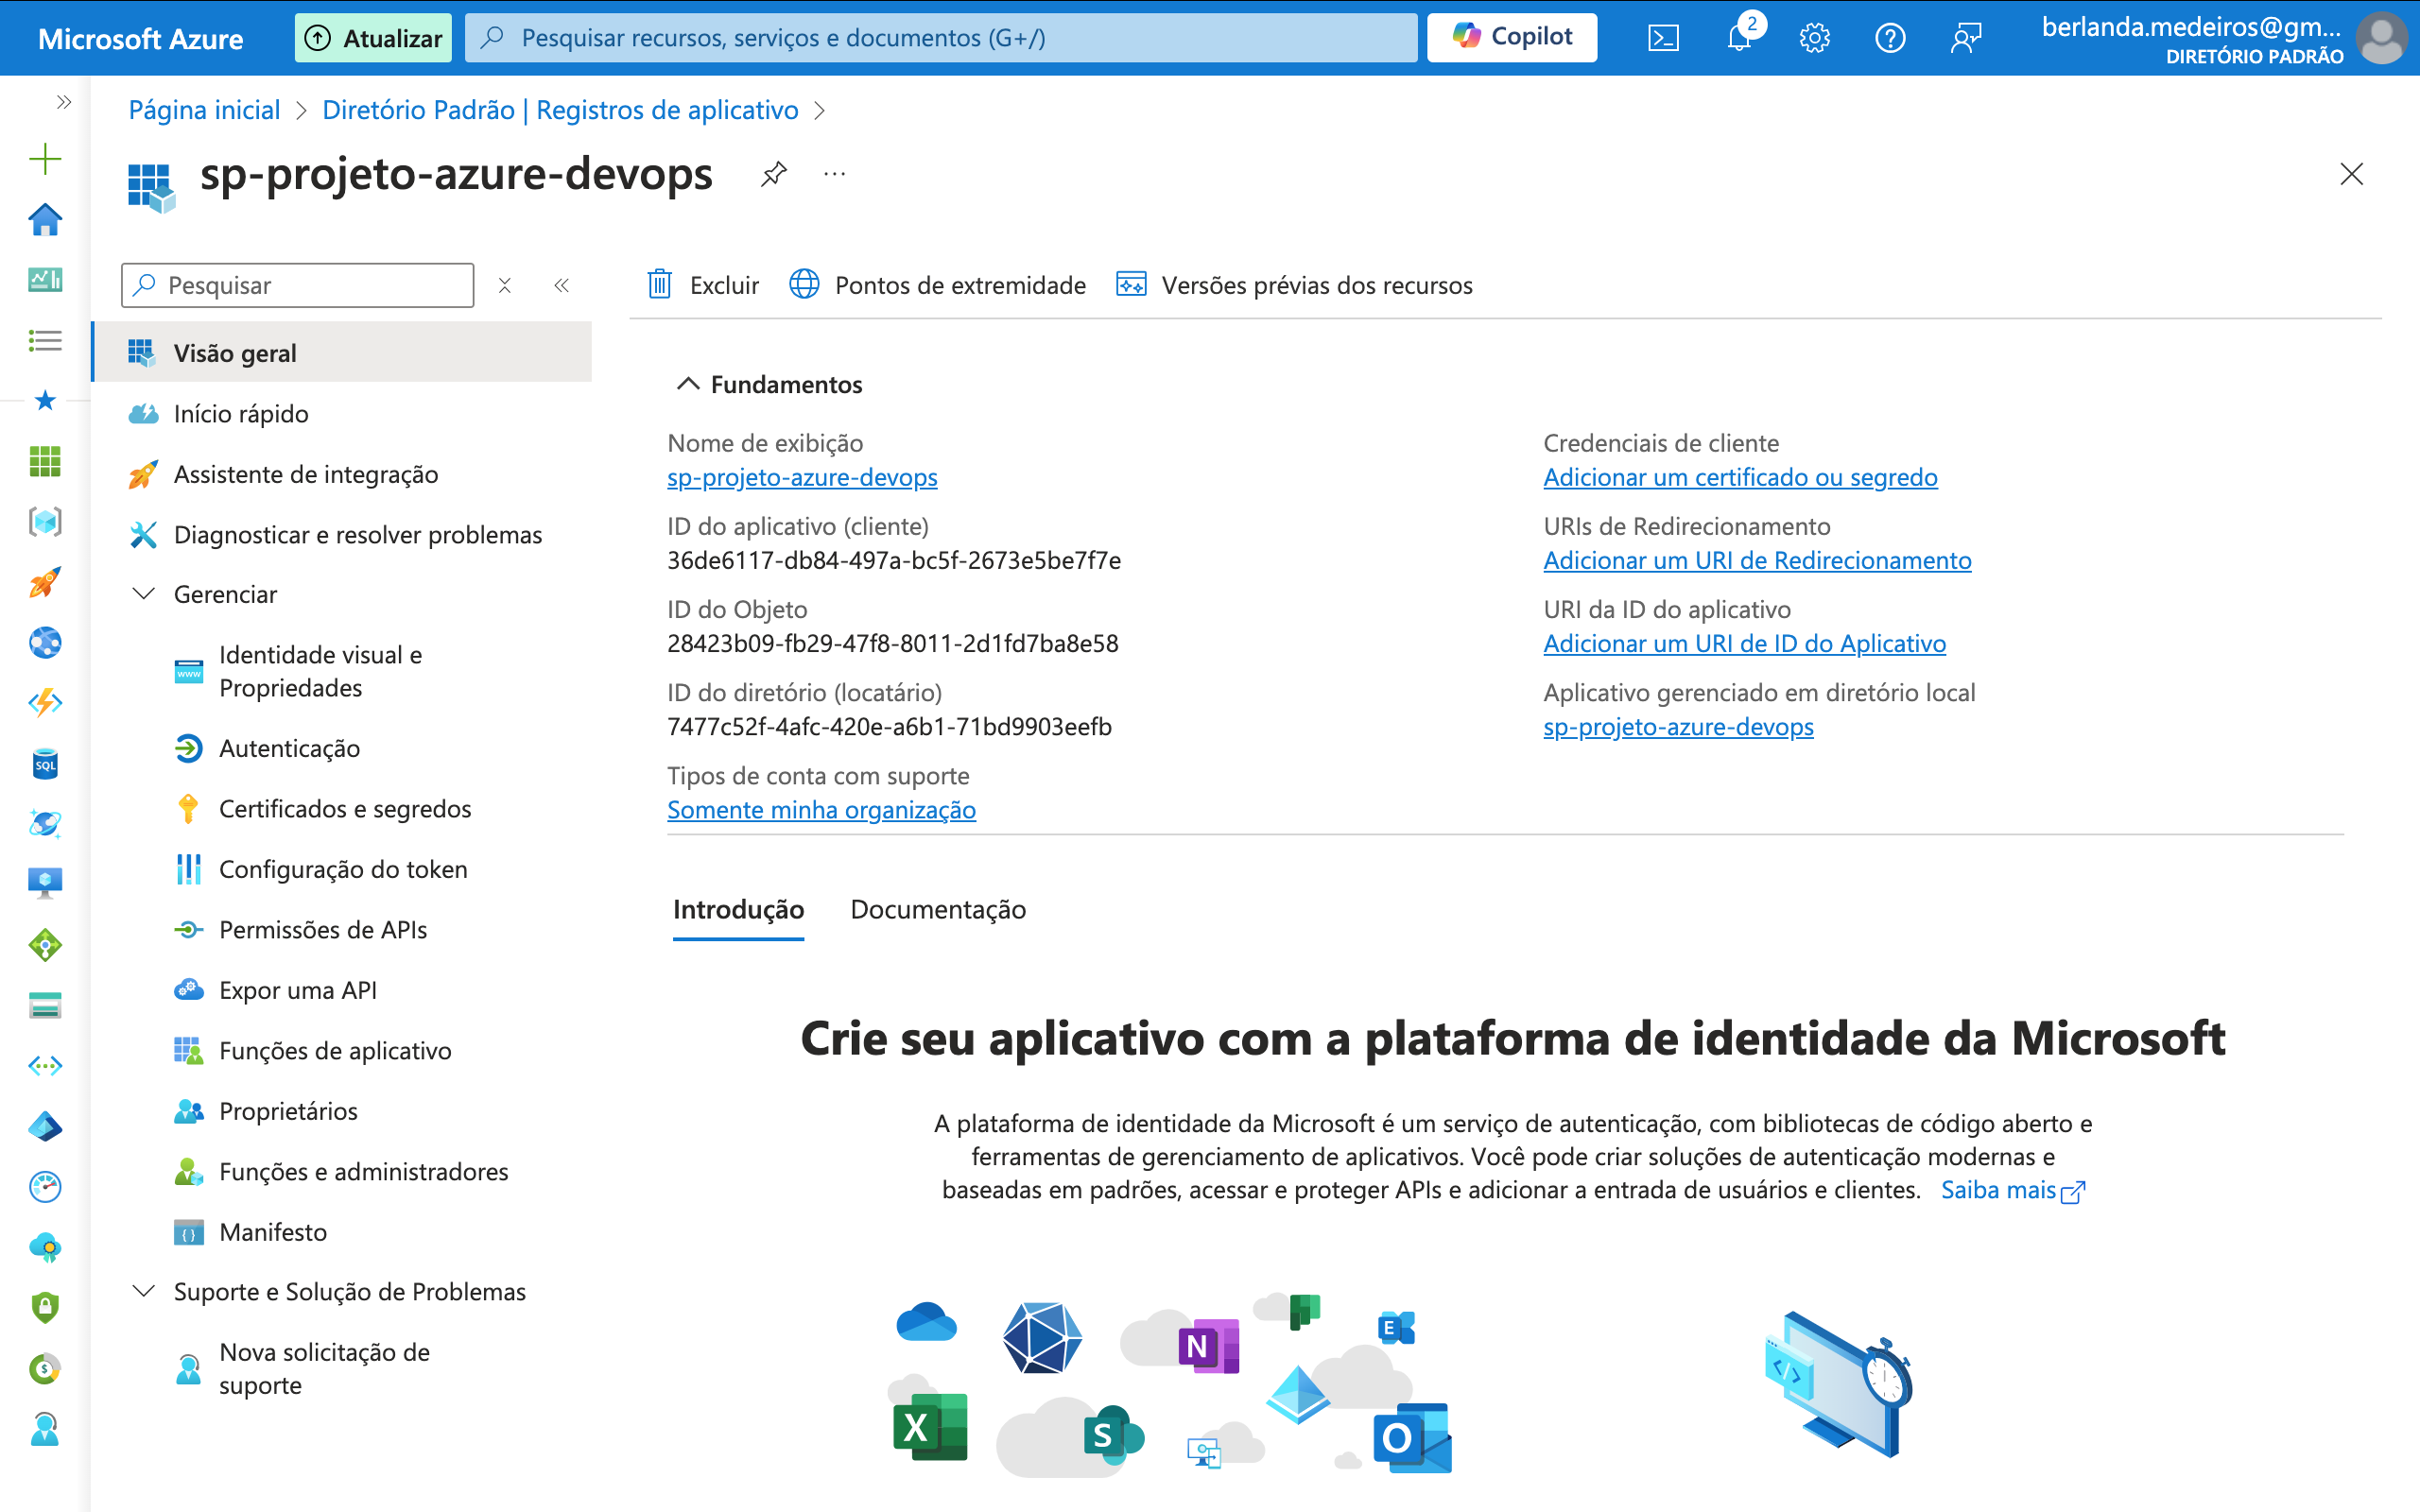 Microsoft Azure
Atualizar
Pesquisar recursos, serviços e documentos (G+/)
Copilot
2
berlanda.medeiros@gm...
DIRETÓRIO PADRÃO
Página inicial > Diretório Padrão | Registros de aplicativo >
sp-projeto-azure-devops
Pesquisar
Excluir
Pontos de extremidade
Versões prévias dos recursos
Visão geral
Início rápido
Assistente de integração
Diagnosticar e resolver problemas
Gerenciar
Identidade visual e
Propriedades
Autenticação
Certificados e segredos
Configuração do token
Permissões de APIs
Expor uma API
Funções de aplicativo
Proprietários
Funções e administradores
Manifesto
Suporte e Solução de Problemas
Nova solicitação de
suporte
Fundamentos
Nome de exibição
sp-projeto-azure-devops
ID do aplicativo (cliente)
36de6117-db84-497a-bc5f-2673e5be7f7e
ID do Objeto
28423b09-fb29-47f8-8011-2d1fd7ba8e58
ID do diretório (locatário)
7477c52f-4afc-420e-a6b1-71bd9903eefb
Tipos de conta com suporte
Somente minha organização
Credenciais de cliente
Adicionar um certificado ou segredo
URIs de Redirecionamento
Adicionar um URI de Redirecionamento
URI da ID do aplicativo
Adicionar um URI de ID do Aplicativo
Aplicativo gerenciado em diretório local
sp-projeto-azure-devops
Introdução
Documentação
Crie seu aplicativo com a plataforma de identidade da Microsoft
A plataforma de identidade da Microsoft é um serviço de autenticação, com bibliotecas de código aberto e
ferramentas de gerenciamento de aplicativos. Você pode criar soluções de autenticação modernas e
baseadas em padrões, acessar e proteger APIs e adicionar a entrada de usuários e clientes. Saiba mais
SQL
www
N
E
X
S
O